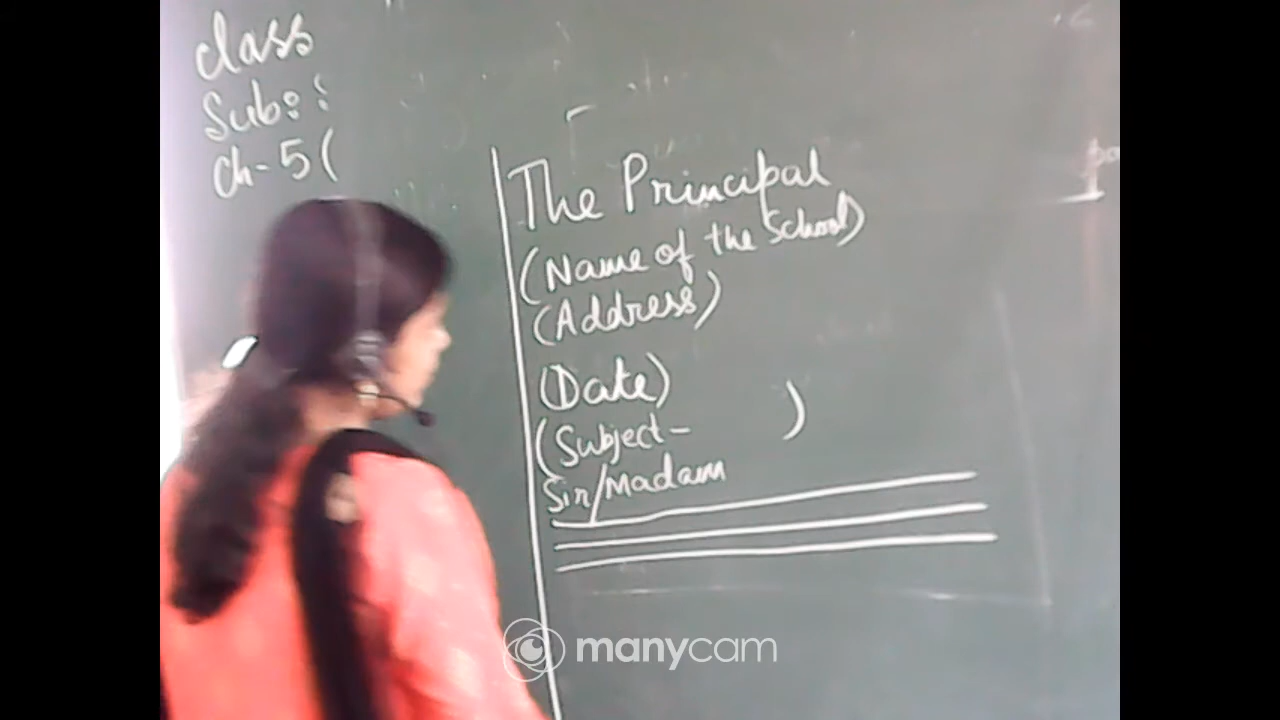 class
Sub: :
Ch-5(
The Principal
(Name of the School)
(Address)
(Date)
(Subject- )
Sir/Madam
manycam